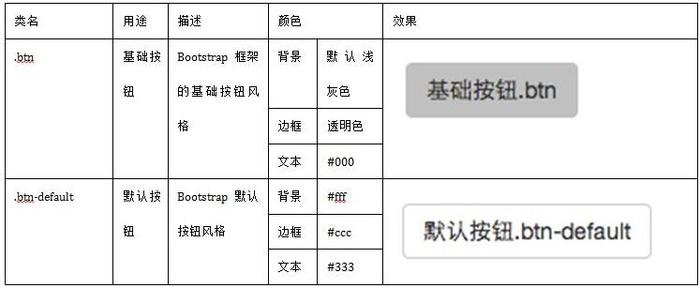 类名 用途 描述 颜色 效果
.btn 基础按 Bootstrap 框架 背景 默认浅
钮 的基础按钮风 灰色
格 边框 透明色
文本 #000
基础按钮.btn
.btn-default 默认按 Bootstrap 默认 背景 #fff
钮 按钮风格 边框 #ccc
文本 #333
默认按钮.btn-default